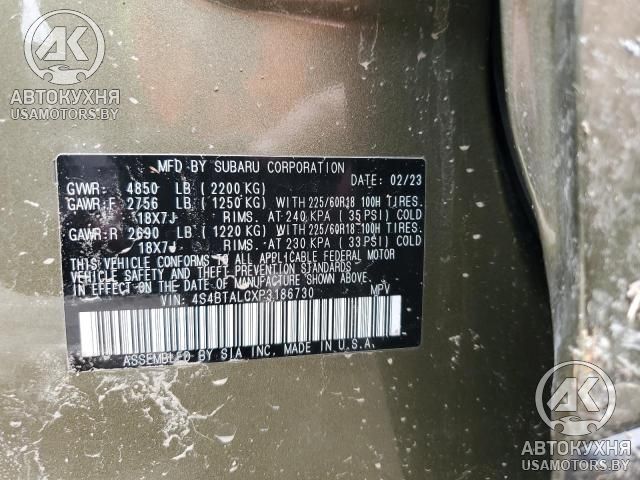 АК
АВТОКУХНЯ
USAMOTORS.BY
MFD BY SUBARU CORPORATION
GVWR: 4850 LB (2200 KG) DATE: 02/23
GAWR:F 2756 LB (1250 KG) WITH 225/60R18 100H TIRES.
18X7J RIMS. AT 240 KPA (35 PSI) COLD
GAWR:R 2690 LB (1220 KG) WITH 225/60R18 100H TIRES.
18X7J RIMS. AT 230 KPA (33 PSI) COLD
THIS VEHICLE CONFORMS TO ALL APPLICABLE FEDERAL MOTOR
VEHICLE SAFETY, BUMPER, AND THEFT PREVENTION STANDARDS
IN EFFECT ON THE DATE OF MANUFACTURE SHOWN ABOVE.
VIN: 4S4BTALCXP3186730 MPV
ASSEMBLED BY SIA INC, MADE IN U.S.A.
АК
АВТОКУХНЯ
USAMOTORS.BY